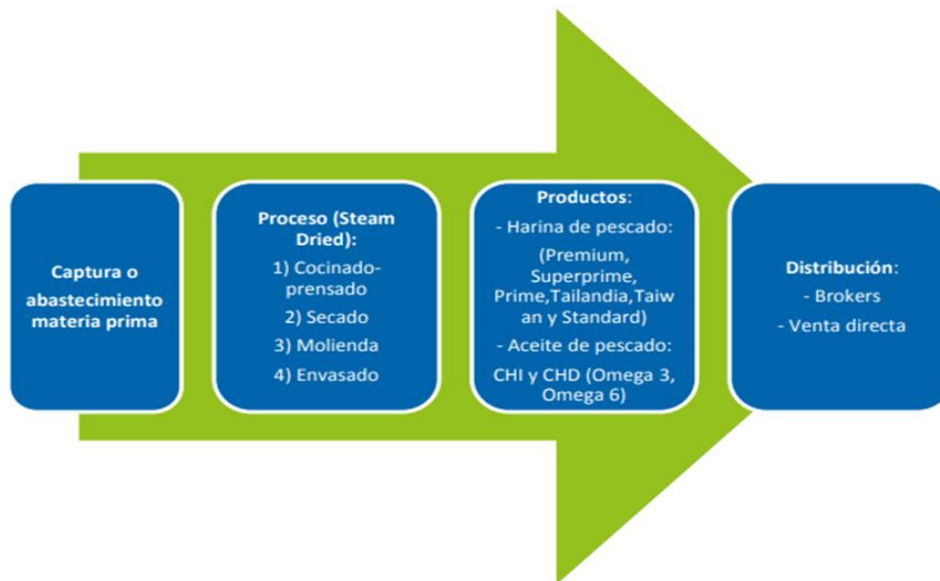 Captura o
abastecimiento
materia prima
Proceso (Steam
Dried):
1) Cocinado-
prensado
2) Secado
3) Molienda
4) Envasado
Productos:
- Harina de pescado:
(Premium,
Superprime,
Prime,Tailandia,Taiw
an y Standard)
- Aceite de pescado:
CHI y CHD (Omega 3,
Omega 6)
Distribución:
- Brokers
- Venta directa